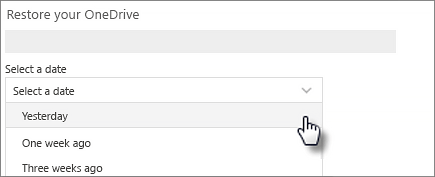 Restore your OneDrive
Select a date
Select a date
Yesterday
One week ago
Three weeks ago